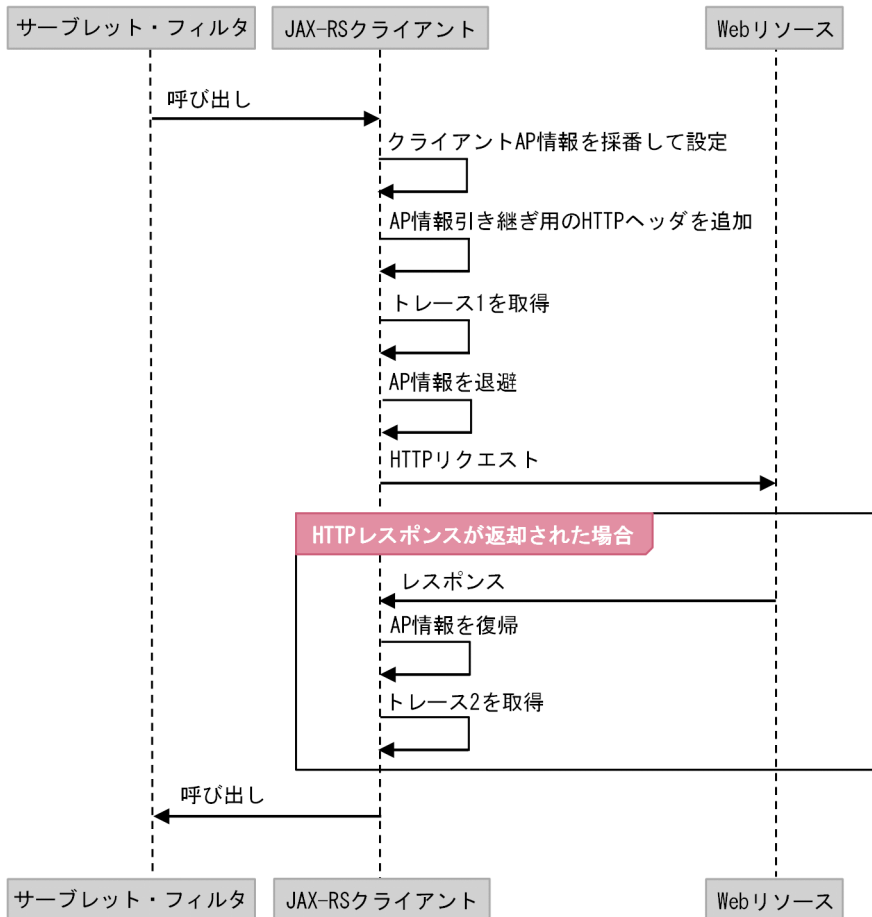 サーブレット・フィルタ
JAX-RSクライアント
Webリソース
呼び出し
クライアントAP情報を採番して設定
AP情報引き継ぎ用のHTTPヘッダを追加
トレース1を取得
AP情報を退避
HTTPリクエスト
HTTPレスポンスが返却された場合
レスポンス
AP情報を復帰
トレース2を取得
呼び出し
サーブレット・フィルタ
JAX-RSクライアント
Webリソース